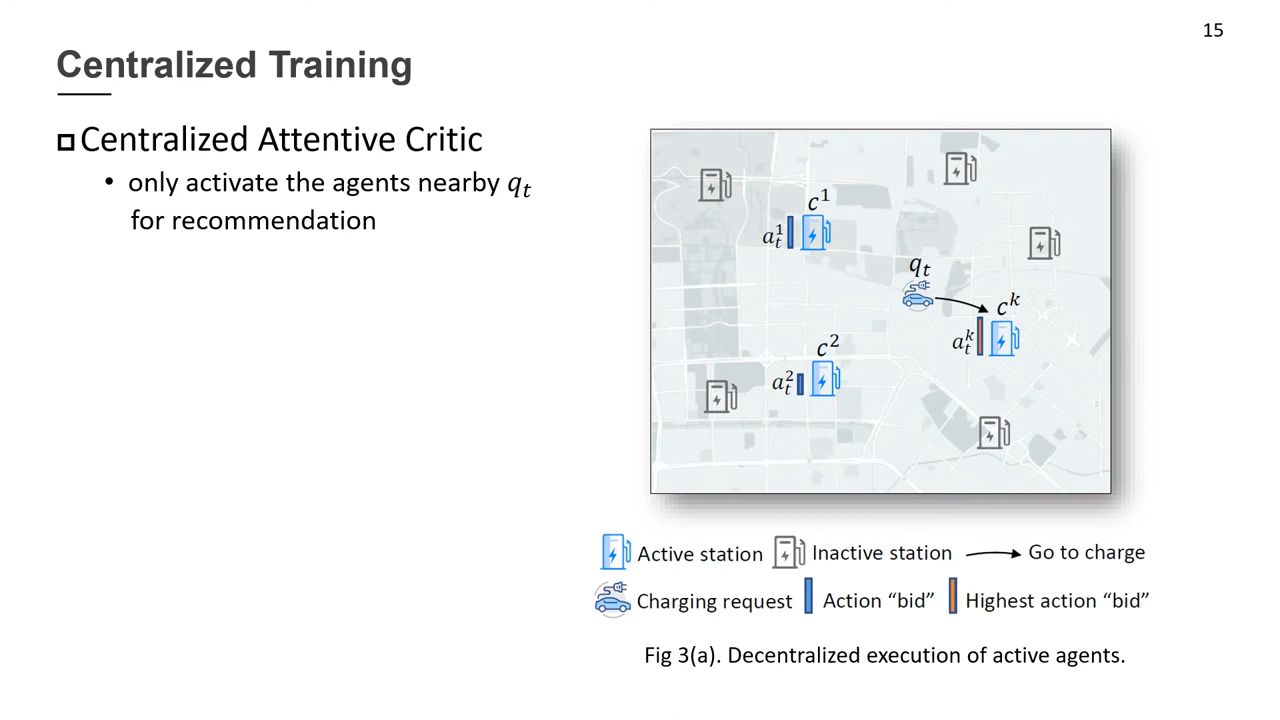 15
Centralized Training
Centralized Attentive Critic
• only activate the agents nearby $q_t$
for recommendation
$c^1$
$a_t^1$
$q_t$
$c^k$
$a_t^k$
$c^2$
$a_t^2$
Active station Inactive station Go to charge
Charging request Action “bid” Highest action “bid”
Fig 3(a). Decentralized execution of active agents.